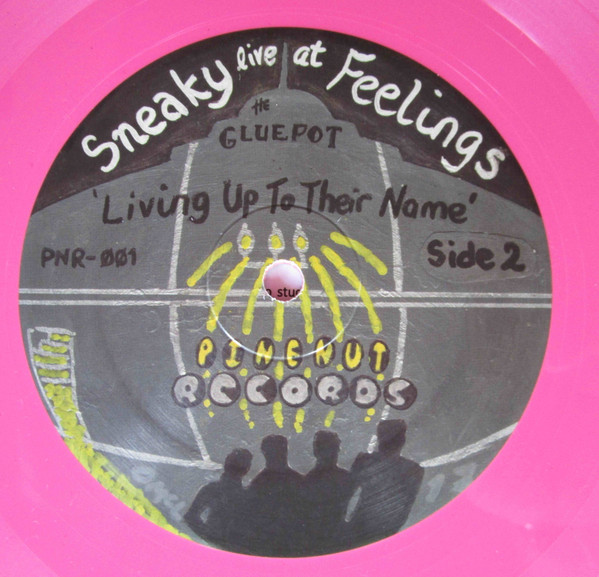 Sneaky live at Feelings
the
GLUEPOT
'Living Up To Their Name'
PNR-001 Side 2
PINENUT
RECORDS